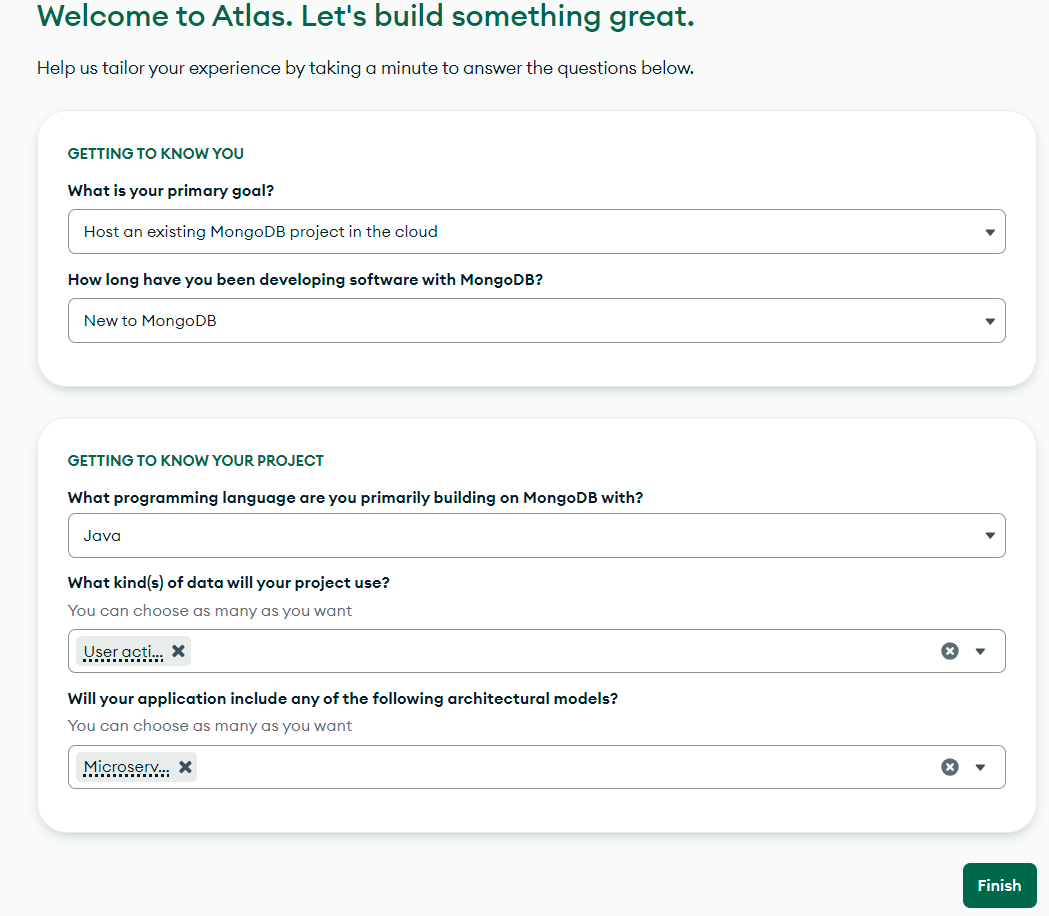 Welcome to Atlas. Let's build something great.
Help us tailor your experience by taking a minute to answer the questions below.
GETTING TO KNOW YOU
What is your primary goal?
Host an existing MongoDB project in the cloud
How long have you been developing software with MongoDB?
New to MongoDB
GETTING TO KNOW YOUR PROJECT
What programming language are you primarily building on MongoDB with?
Java
What kind(s) of data will your project use?
You can choose as many as you want
User acti...
Will your application include any of the following architectural models?
You can choose as many as you want
Microserv...
Finish